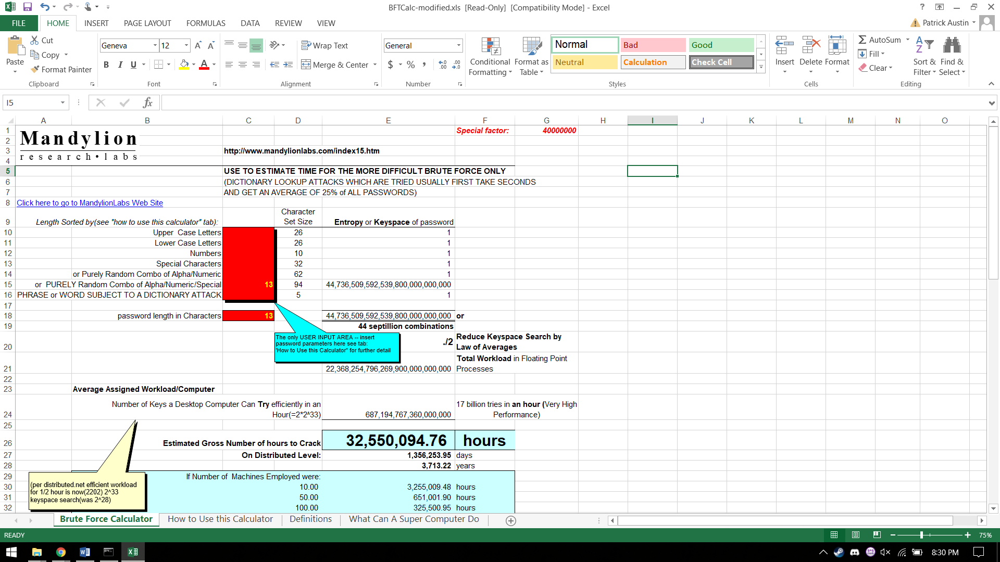 BFTCalc-modified.xls [Read-Only] [Compatibility Mode] - Excel
?
FILE HOME INSERT PAGE LAYOUT FORMULAS DATA REVIEW VIEW Patrick Austin
Paste
Cut
Copy
Format Painter
Clipboard
Geneva 12
B I U
Font
Wrap Text
Merge & Center
Alignment
General
$ % ,
Number
Conditional Formatting
Format as Table
Normal Bad Good
Neutral Calculation Check Cell
Styles
Insert Delete Format
Cells
AutoSum
Fill
Clear
Sort & Filter
Find & Select
Editing
I5 fx
A B C D E F G H I J K L M N O
1 Special factor: 40000000
Mandylion
2
3 http://www.mandylionlabs.com/index15.htm
research•labs
4
5 USE TO ESTIMATE TIME FOR THE MORE DIFFICULT BRUTE FORCE ONLY
6 (DICTIONARY LOOKUP ATTACKS WHICH ARE TRIED USUALLY FIRST TAKE SECONDS
7 AND GET AN AVERAGE OF 25% of ALL PASSWORDS)
8 Click here to go to MandylionLabs Web Site
Character
9 Length Sorted by(see "how to use this calculator" tab): Set Size Entropy or Keyspace of password
10 Upper Case Letters 26 1
11 Lower Case Letters 26 1
12 Numbers 10 1
13 Special Characters 32 1
14 or Purely Random Combo of Alpha/Numeric 62 1
15 or PURELY Random Combo of Alpha/Numeric/Special 13 94 44,736,509,592,539,800,000,000,000
16 PHRASE or WORD SUBJECT TO A DICTIONARY ATTACK 5 1
17
18 password length in Characters 13 44,736,509,592,539,800,000,000,000 or
19 44 septillion combinations
The only USER INPUT AREA -- insert
password parameters here see tab:
'How to Use this Calculator" for further detail
20 ./2 Reduce Keyspace Search by
Law of Averages
Total Workload in Floating Point
21 22,368,254,796,269,900,000,000,000 Processes
22
23 Average Assigned Workload/Computer
Number of Keys a Desktop Computer Can Try efficiently in an 17 billion tries in an hour (Very High
24 Hour(=2*2^33) 687,194,767,360,000,000 Performance)
25
26 Estimated Gross Number of hours to Crack 32,550,094.76 hours
27 On Distributed Level: 1,356,253.95 days
28 3,713.22 years
29 If Number of Machines Employed were:
30 10.00 3,255,009.48 hours
31 50.00 651,001.90 hours
32 100.00 325,500.95 hours
(per distributed.net efficient workload
for 1/2 hour is now(2202) 2^33
keyspace search(was 2^28)
Brute Force Calculator How to Use this Calculator Definitions What Can A Super Computer Do
READY 75%
8:30 PM